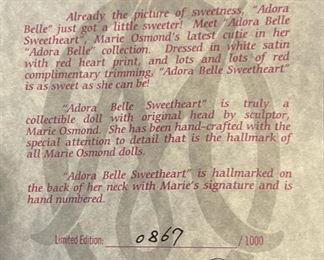 Already the picture of sweetness, "Adora
Belle" just got a little sweeter! Meet "Adora Belle
Sweetheart", Marie Osmond's latest cutie in her
"Adora Belle" collection. Dressed in white satin
with red heart print, and lots and lots of red
complimentary trimming, "Adora Belle Sweetheart"
is as sweet as she can be!
"Adora Belle Sweetheart" is truly a
collectible doll with original head by sculptor,
Marie Osmond. She has been hand-crafted with the
special attention to detail that is the hallmark of
all Marie Osmond dolls.
"Adora Belle Sweetheart" is hallmarked on
the back of her neck with Marie's signature and is
hand numbered.
Limited Edition: 0867 / 1000